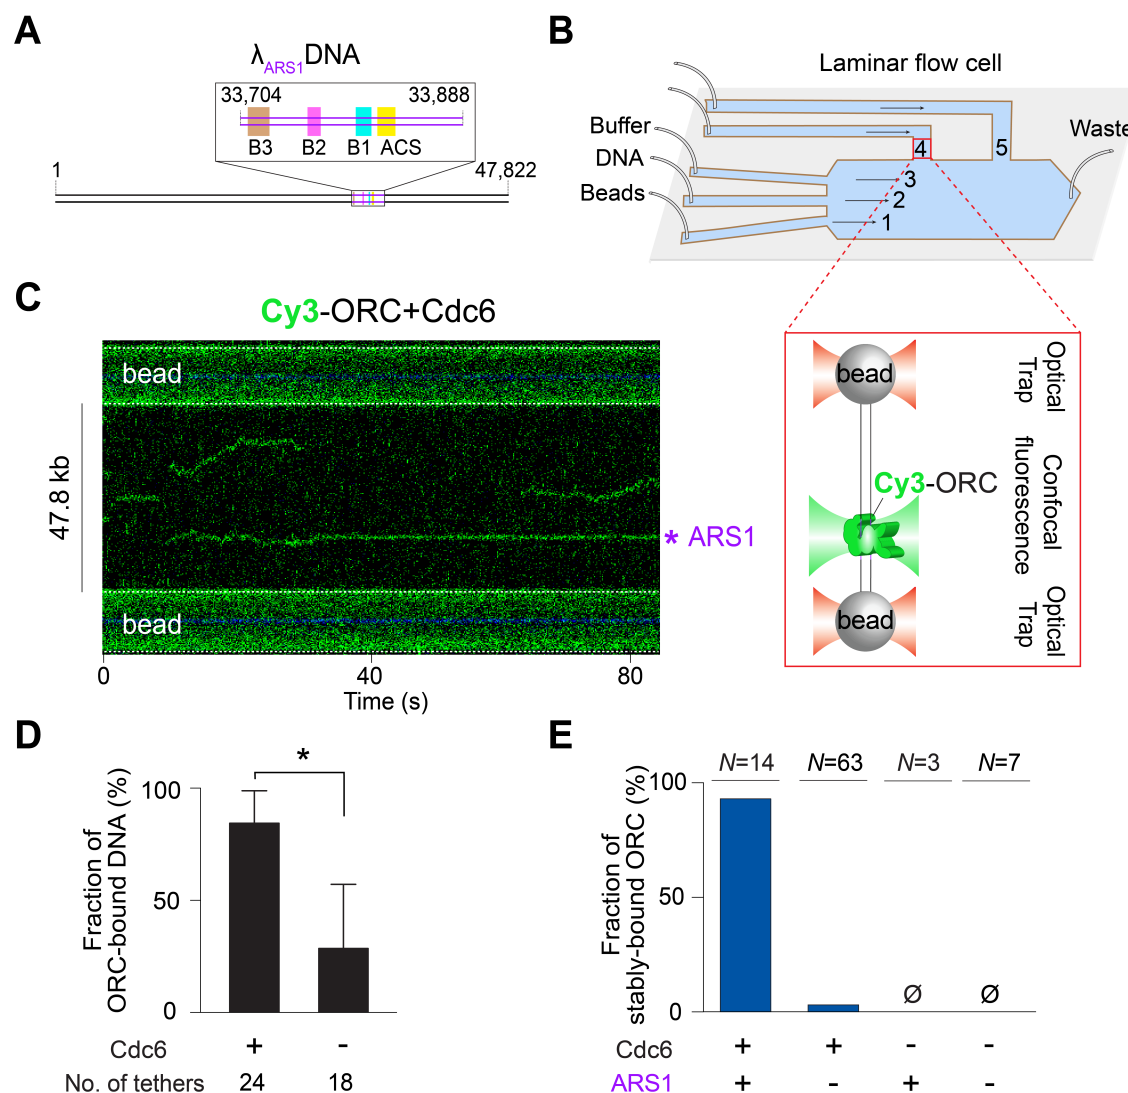 A
λARS1DNA
33,704 33,888
B3 B2 B1 ACS
1 47,822
B
Laminar flow cell
Buffer
DNA
Beads
Waste
1
2
3
4
5
C
Cy3-ORC+Cdc6
bead
47.8 kb
* ARS1
bead
0 40 80
Time (s)
bead
Optical
Trap
Cy3-ORC
Confocal
fluorescence
bead
Optical
Trap
D
*
Fraction of
ORC-bound DNA (%)
100
50
0
Cdc6 + -
No. of tethers 24 18
E
N=14 N=63 N=3 N=7
Fraction of
stably-bound ORC (%)
100
50
0
Ø Ø
Cdc6 + + - -
ARS1 + - + -